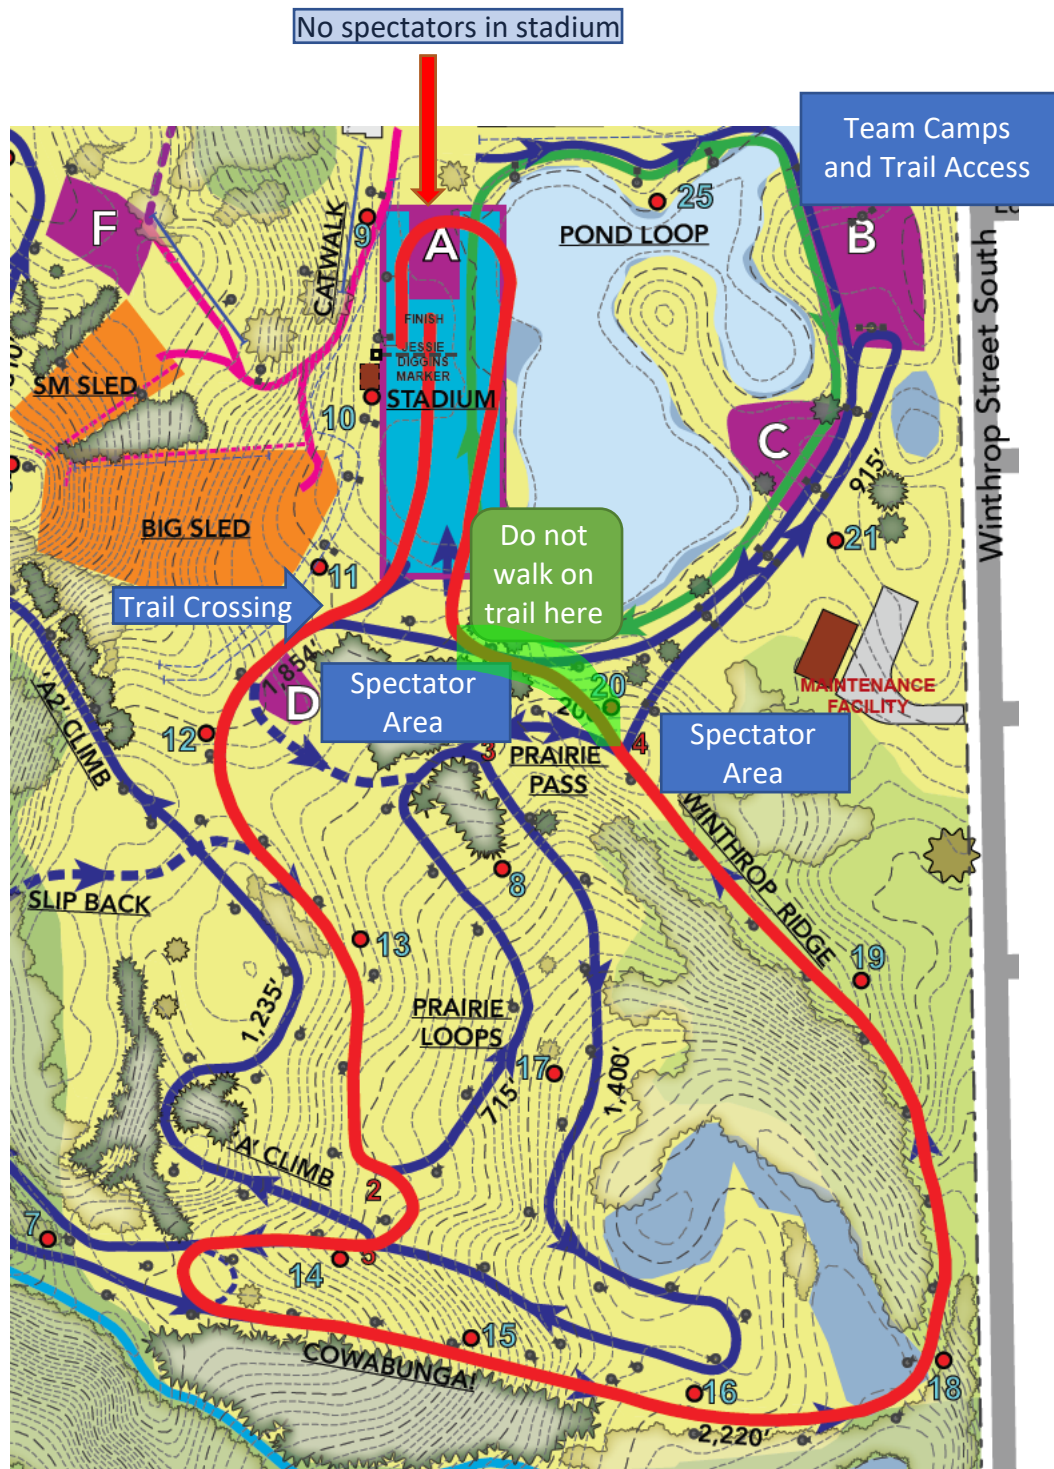 No spectators in stadium
Team Camps
and Trail Access
25
F
9
CATWALK
A
POND LOOP
B
Winthrop Street South
FINISH
JESSIE
DIGGINS
MARKER
STADIUM
SM SLED
10
C
915'
BIG SLED
Do not
walk on
trail here
21
11
Trail Crossing
1,854'
D
Spectator
Area
20
MAINTENANCE
FACILITY
12
'A2' CLIMB
3
PRAIRIE
PASS
4
Spectator
Area
WINTHROP RIDGE
8
SLIP BACK
13
19
1,235'
PRAIRIE
LOOPS
17
715'
1,400'
'A' CLIMB
2
7
14
5
15
COWABUNGA!
16
18
2,220'